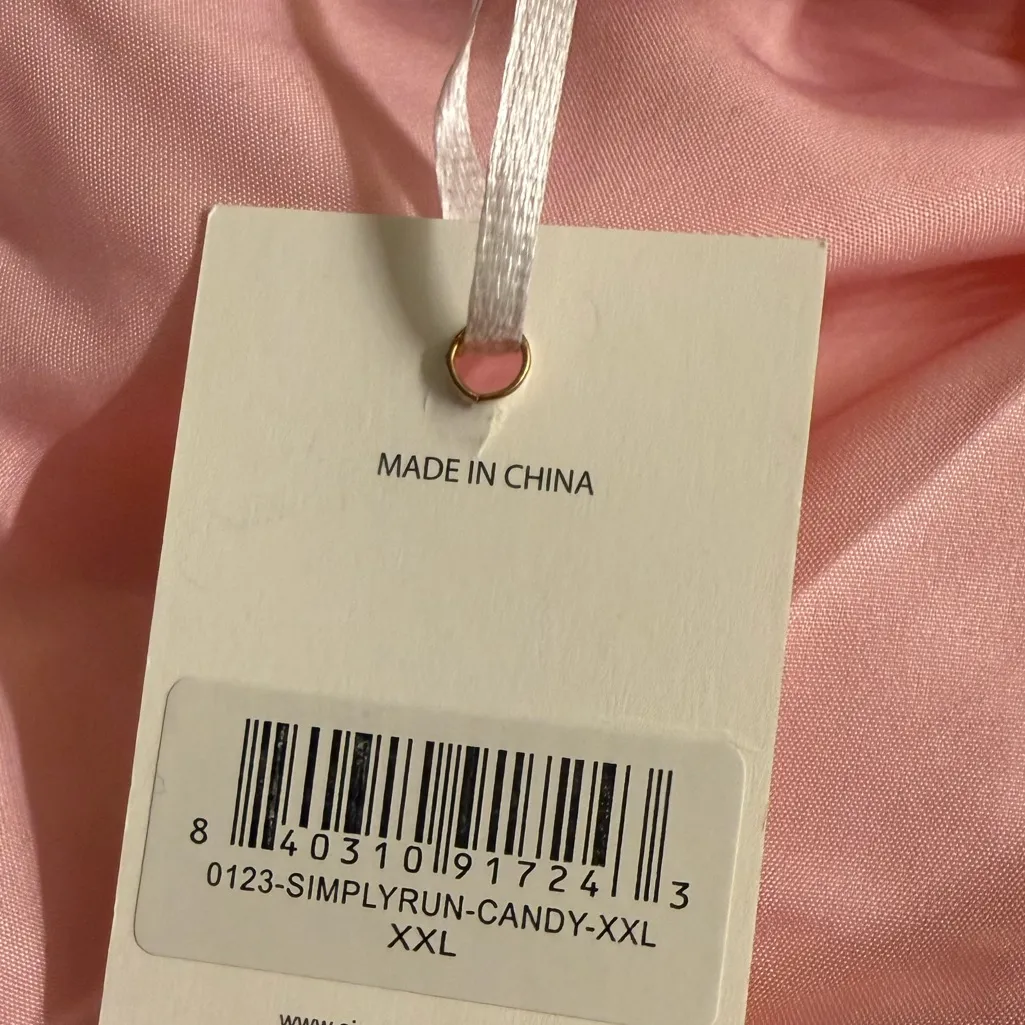 MADE IN CHINA
8 40310 91724 3
0123-SIMPLYRUN-CANDY-XXL
XXL